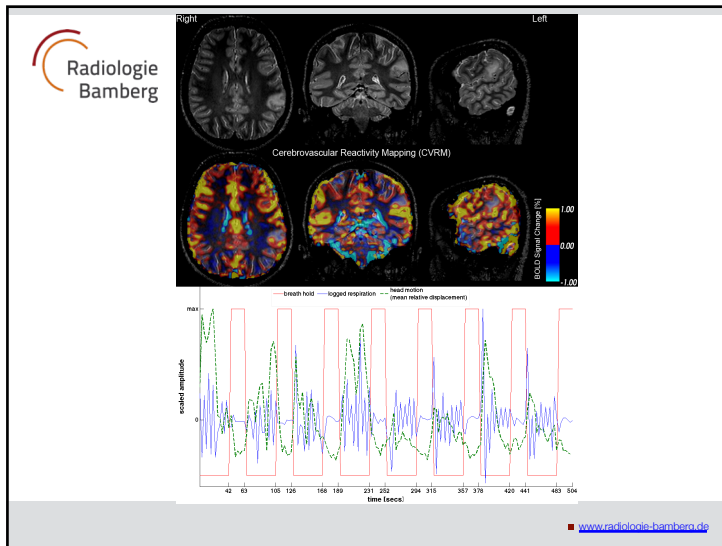 Right
Left
Radiologie
Bamberg
Cerebrovascular Reactivity Mapping (CVRM)
BOLD Signal Change [%]
1.00
0.00
-1.00
breath hold
logged respiration
head motion
(mean relative displacement)
max
0
scaled amplitude
42 63 105 126 168 189 231 252 294 315 357 378 420 441 483 504
time [secs]
www.radiologie-bamberg.de